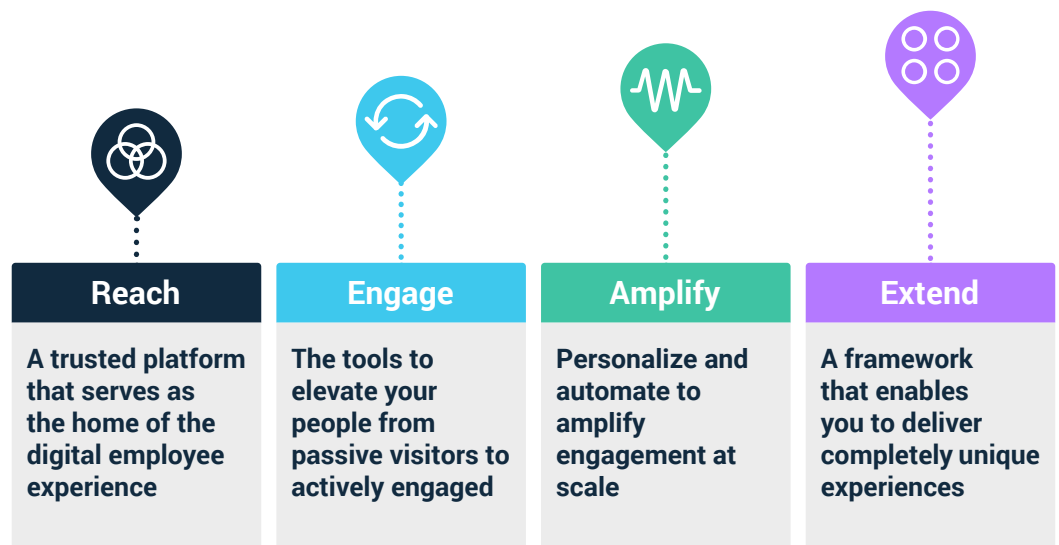 Reach
A trusted platform
that serves as
the home of the
digital employee
experience
Engage
The tools to
elevate your
people from
passive visitors to
actively engaged
Amplify
Personalize and
automate to
amplify
engagement at
scale
Extend
A framework
that enables
you to deliver
completely unique
experiences